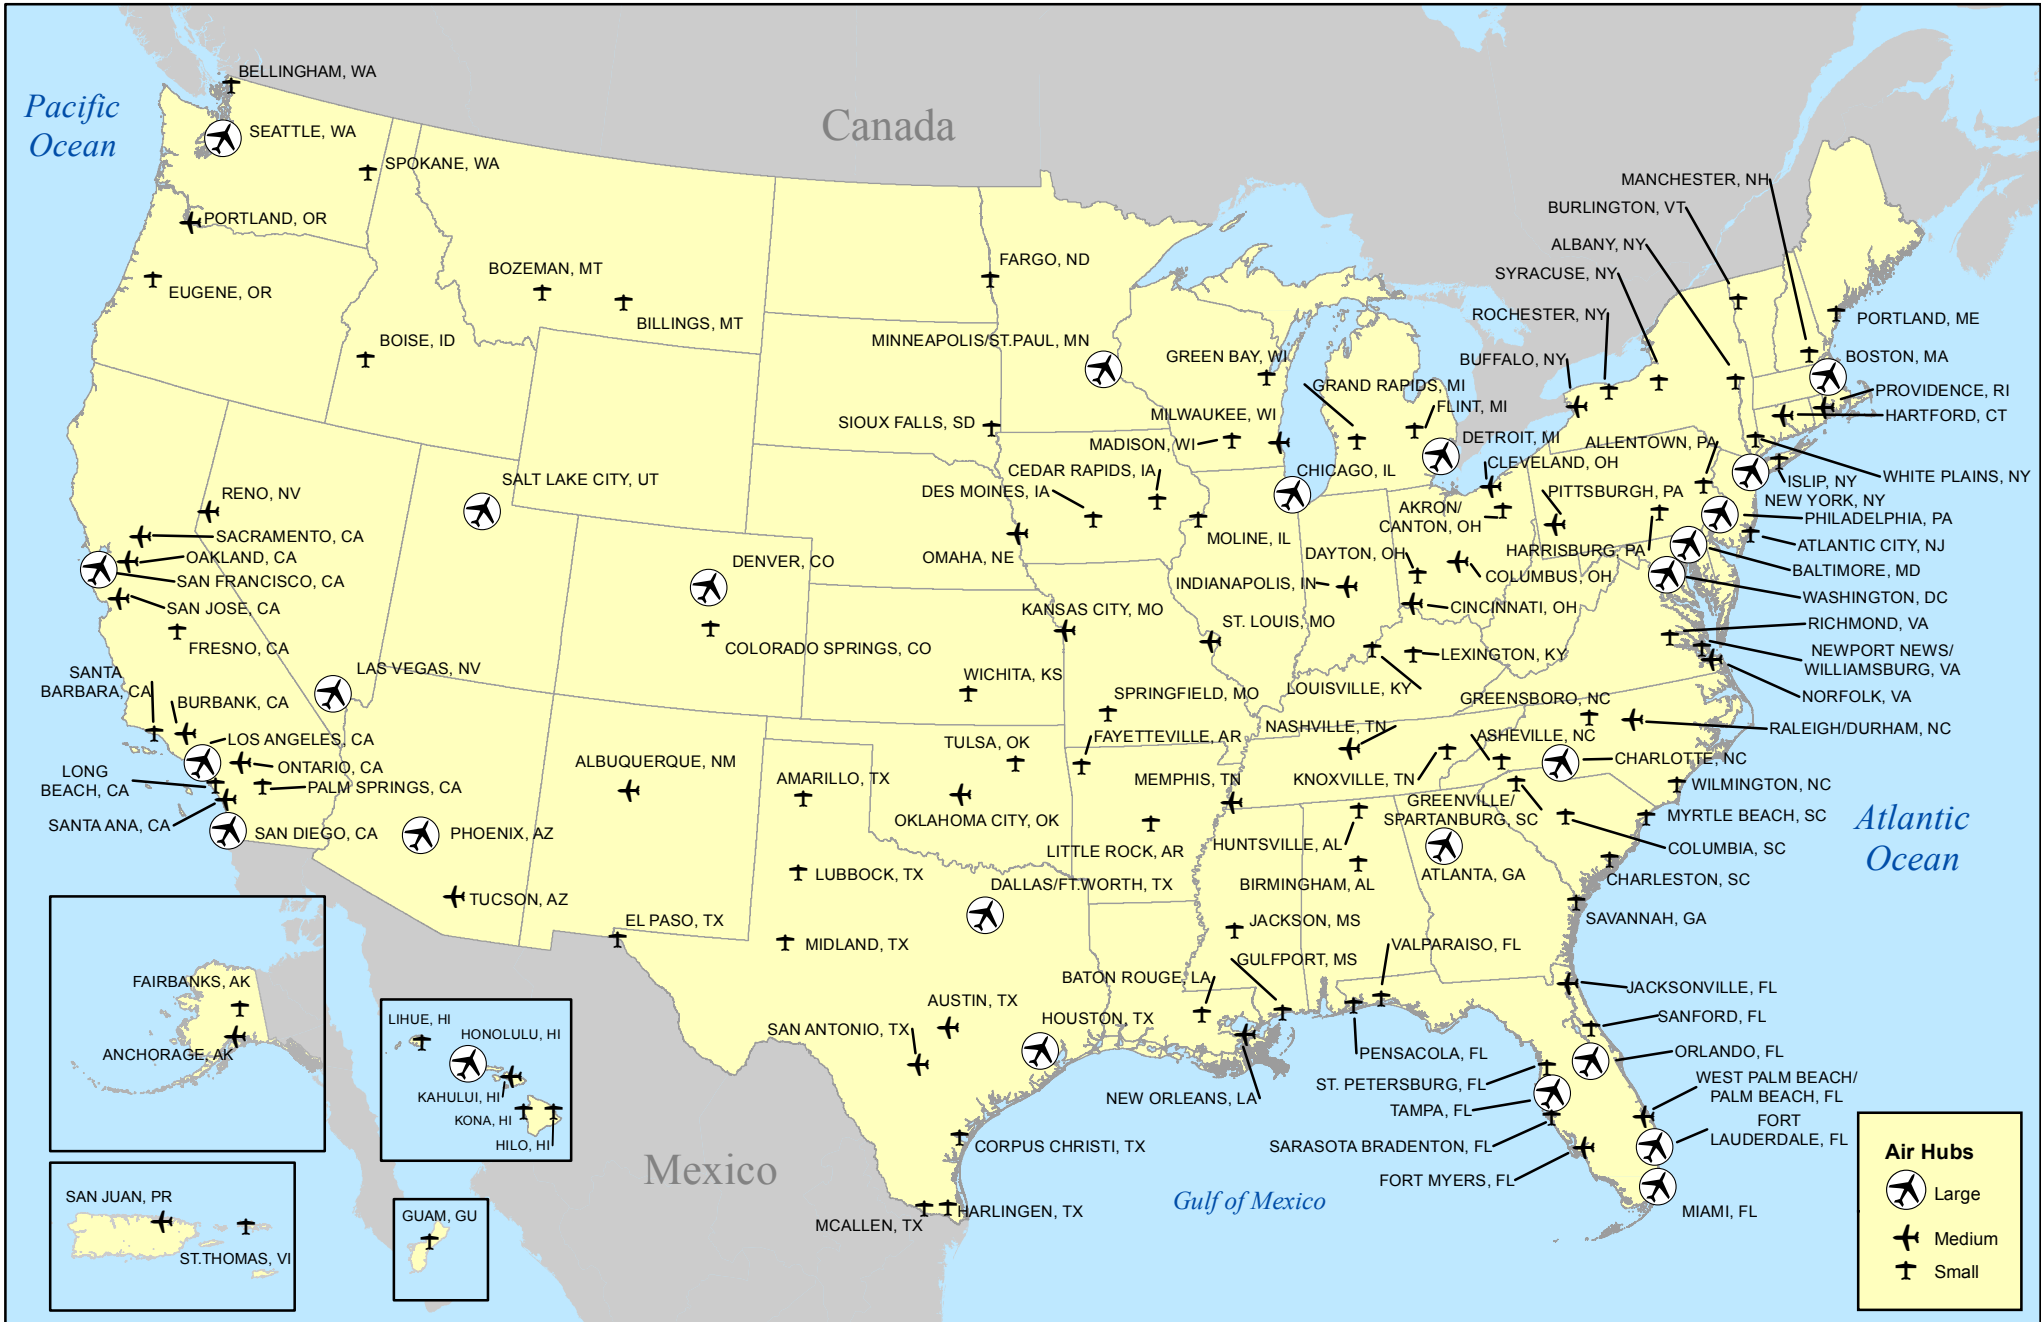 BELLINGHAM, WA
Pacific
Ocean
SEATTLE, WA
Canada
SPOKANE, WA
PORTLAND, OR
EUGENE, OR
BOZEMAN, MT
BILLINGS, MT
BOISE, ID
FARGO, ND
MINNEAPOLIS/ST.PAUL, MN
SIOUX FALLS, SD
GREEN BAY, WI
MILWAUKEE, WI
MADISON, WI
CEDAR RAPIDS, IA
DES MOINES, IA
OMAHA, NE
MOLINE, IL
CHICAGO, IL
GRAND RAPIDS, MI
FLINT, MI
DETROIT, MI
MANCHESTER, NH
BURLINGTON, VT
ALBANY, NY
SYRACUSE, NY
ROCHESTER, NY
BUFFALO, NY
PORTLAND, ME
BOSTON, MA
PROVIDENCE, RI
HARTFORD, CT
WHITE PLAINS, NY
ISLIP, NY
NEW YORK, NY
ALLENTOWN, PA
CLEVELAND, OH
PITTSBURGH, PA
AKRON/
CANTON, OH
HARRISBURG, PA
PHILADELPHIA, PA
ATLANTIC CITY, NJ
BALTIMORE, MD
WASHINGTON, DC
RICHMOND, VA
NEWPORT NEWS/
WILLIAMSBURG, VA
NORFOLK, VA
DAYTON, OH
COLUMBUS, OH
INDIANAPOLIS, IN
CINCINNATI, OH
LEXINGTON, KY
LOUISVILLE, KY
SALT LAKE CITY, UT
RENO, NV
SACRAMENTO, CA
OAKLAND, CA
SAN FRANCISCO, CA
SAN JOSE, CA
FRESNO, CA
LAS VEGAS, NV
SANTA
BARBARA, CA
BURBANK, CA
LOS ANGELES, CA
ONTARIO, CA
LONG
BEACH, CA
PALM SPRINGS, CA
SANTA ANA, CA
SAN DIEGO, CA
PHOENIX, AZ
TUCSON, AZ
DENVER, CO
COLORADO SPRINGS, CO
ALBUQUERQUE, NM
KANSAS CITY, MO
ST. LOUIS, MO
WICHITA, KS
SPRINGFIELD, MO
TULSA, OK
FAYETTEVILLE, AR
OKLAHOMA CITY, OK
LITTLE ROCK, AR
MEMPHIS, TN
NASHVILLE, TN
KNOXVILLE, TN
GREENSBORO, NC
RALEIGH/DURHAM, NC
ASHEVILLE, NC
CHARLOTTE, NC
WILMINGTON, NC
GREENVILLE/
SPARTANBURG, SC
MYRTLE BEACH, SC
COLUMBIA, SC
CHARLESTON, SC
SAVANNAH, GA
ATLANTA, GA
HUNTSVILLE, AL
BIRMINGHAM, AL
Atlantic
Ocean
AMARILLO, TX
LUBBOCK, TX
MIDLAND, TX
EL PASO, TX
DALLAS/FT.WORTH, TX
AUSTIN, TX
SAN ANTONIO, TX
HOUSTON, TX
CORPUS CHRISTI, TX
HARLINGEN, TX
MCALLEN, TX
JACKSON, MS
GULFPORT, MS
BATON ROUGE, LA
NEW ORLEANS, LA
VALPARAISO, FL
PENSACOLA, FL
JACKSONVILLE, FL
SANFORD, FL
ORLANDO, FL
ST. PETERSBURG, FL
TAMPA, FL
SARASOTA BRADENTON, FL
FORT MYERS, FL
WEST PALM BEACH/
PALM BEACH, FL
FORT
LAUDERDALE, FL
MIAMI, FL
Gulf of Mexico
Mexico
FAIRBANKS, AK
ANCHORAGE, AK
LIHUE, HI
HONOLULU, HI
KAHULUI, HI
KONA, HI
HILO, HI
SAN JUAN, PR
ST.THOMAS, VI
GUAM, GU
Air Hubs
Large
Medium
Small